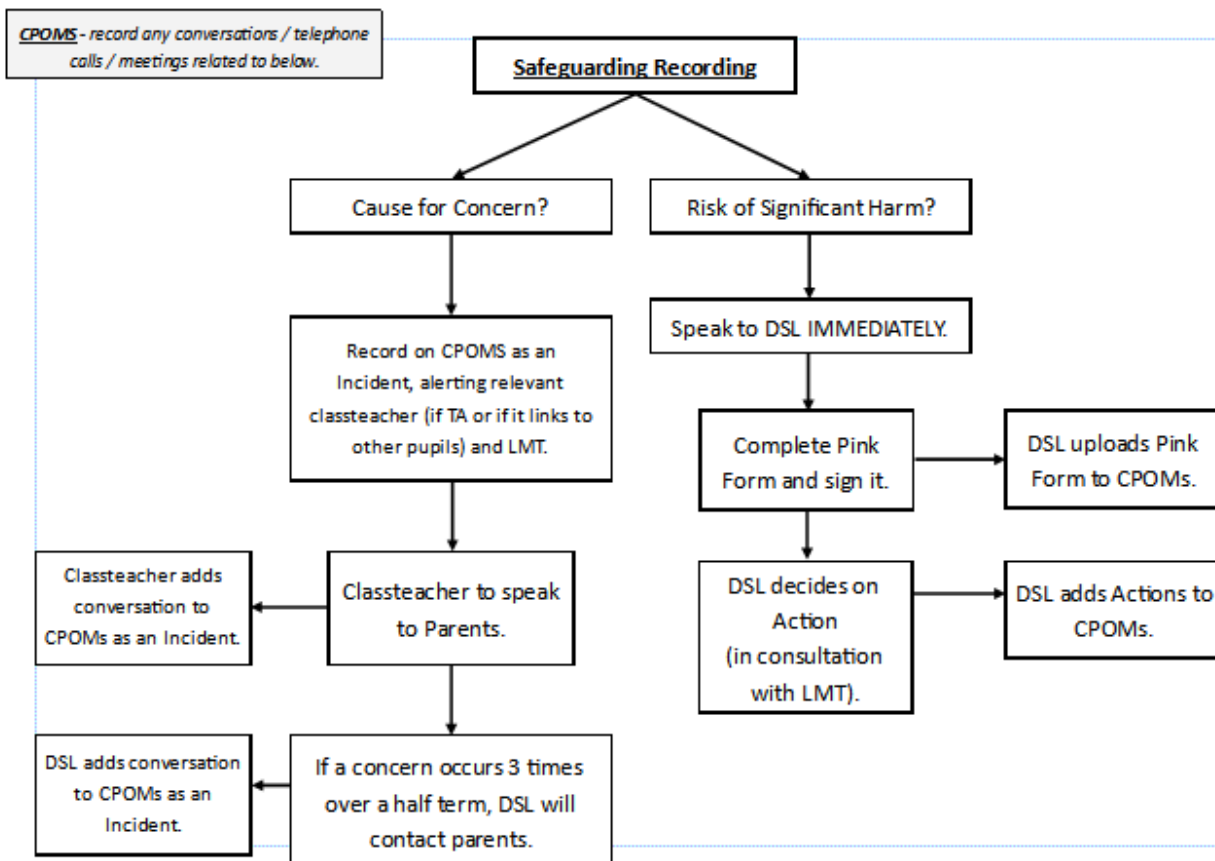 CPOMS - record any conversations / telephone
calls / meetings related to below.
Safeguarding Recording
Cause for Concern?
Risk of Significant Harm?
Record on CPOMS as an
Incident, alerting relevant
classteacher (if TA or if it links to
other pupils) and LMT.
Speak to DSL IMMEDIATELY.
Complete Pink
Form and sign it.
DSL uploads Pink
Form to CPOMs.
Classteacher adds
conversation to
CPOMs as an Incident.
Classteacher to speak
to Parents.
DSL decides on
Action
(in consultation
with LMT).
DSL adds Actions to
CPOMs.
DSL adds conversation
to CPOMs as an
Incident.
If a concern occurs 3 times
over a half term, DSL will
contact parents.